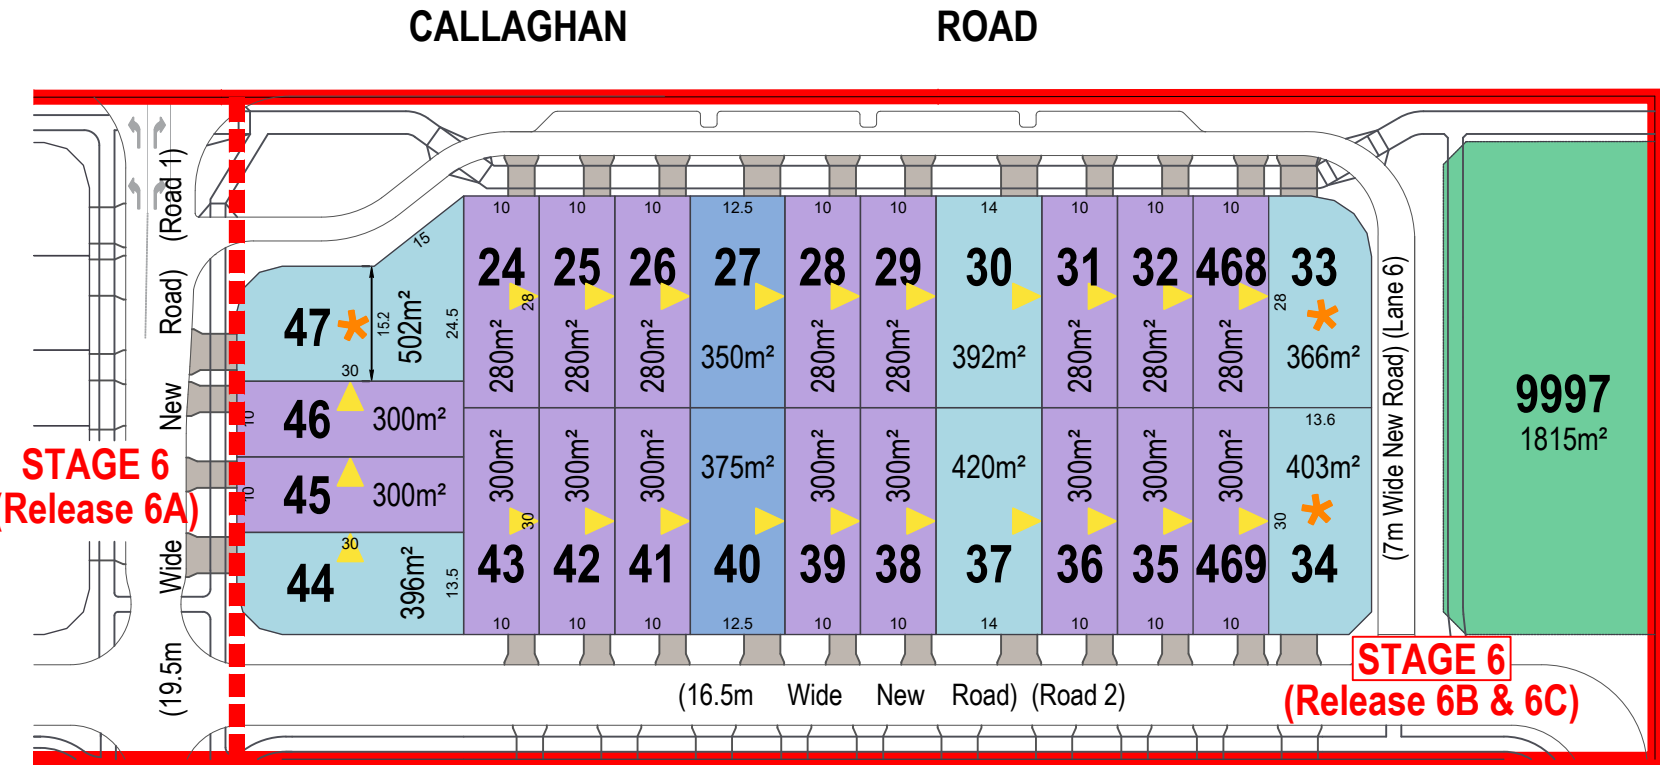 CALLAGHAN ROAD
10 10 10 12.5 10 10 14 10 10 10
24 25 26 27 28 29 30 31 32 468 33
28 28
280m² 280m² 280m² 350m² 280m² 280m² 392m² 280m² 280m² 280m² 366m²
15
47 15.2 502m² 24.5
30
46 300m²
10
45 300m²
10
30
44 396m² 13.5
13.6
300m² 300m² 300m² 375m² 300m² 300m² 420m² 300m² 300m² 300m² 403m²
30 30
43 42 41 40 39 38 37 36 35 469 34
10 10 10 12.5 10 10 14 10 10 10
9997
1815m²
(19.5m Wide New Road) (Road 1)
(7m Wide New Road) (Lane 6)
(16.5m Wide New Road) (Road 2)
STAGE 6
(Release 6A)
STAGE 6
(Release 6B & 6C)